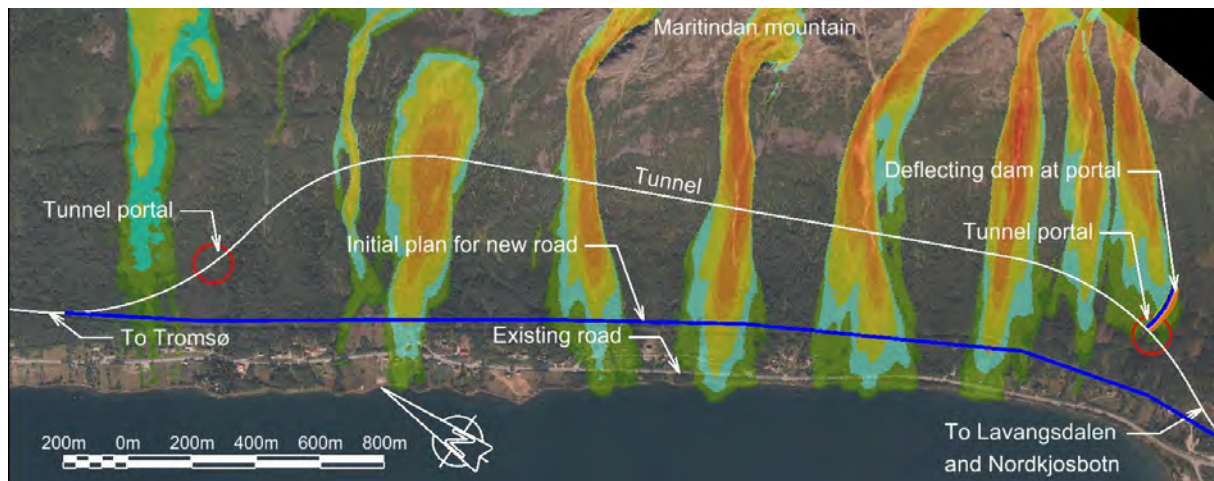 Maritindan mountain
Deflecting dam at portal
Tunnel
Tunnel portal
Tunnel portal
Initial plan for new road
To Tromsø
Existing road
200m 0m 200m 400m 600m 800m
N
To Lavangsdalen
and Nordkjosbotn